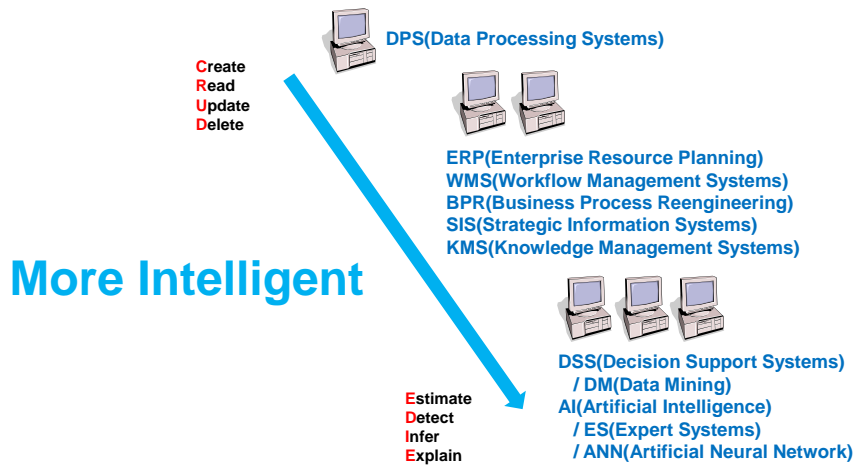 DPS(Data Processing Systems)
Create
Read
Update
Delete
ERP(Enterprise Resource Planning)
WMS(Workflow Management Systems)
BPR(Business Process Reengineering)
SIS(Strategic Information Systems)
KMS(Knowledge Management Systems)
More Intelligent
DSS(Decision Support Systems)
/ DM(Data Mining)
AI(Artificial Intelligence)
/ ES(Expert Systems)
/ ANN(Artificial Neural Network)
Estimate
Detect
Infer
Explain